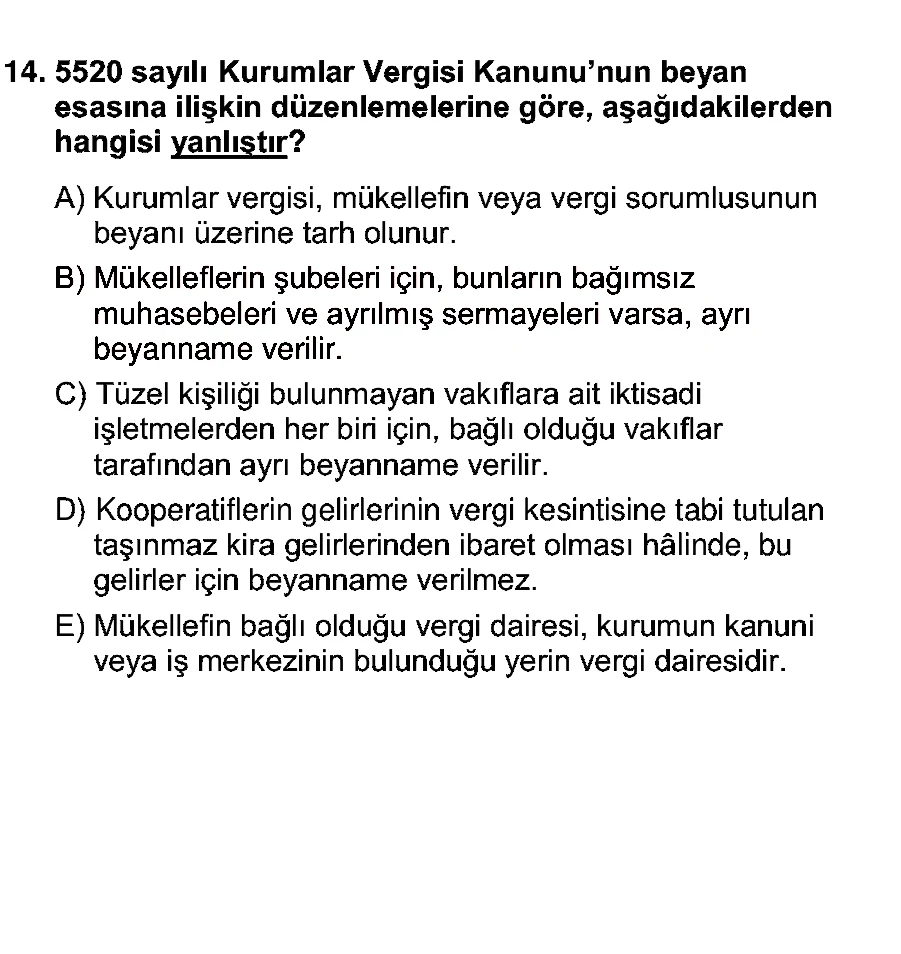 14. 5520 sayılı Kurumlar Vergisi Kanunu’nun beyan
esasına ilişkin düzenlemelerine göre, aşağıdakilerden
hangisi yanlıştır?
A) Kurumlar vergisi, mükellefin veya vergi sorumlusunun
beyanı üzerine tarh olunur.
B) Mükelleflerin şubeleri için, bunların bağımsız
muhasebeleri ve ayrılmış sermayeleri varsa, ayrı
beyanname verilir.
C) Tüzel kişiliği bulunmayan vakıflara ait iktisadi
işletmelerden her biri için, bağlı olduğu vakıflar
tarafından ayrı beyanname verilir.
D) Kooperatiflerin gelirlerinin vergi kesintisine tabi tutulan
taşınmaz kira gelirlerinden ibaret olması hâlinde, bu
gelirler için beyanname verilmez.
E) Mükellefin bağlı olduğu vergi dairesi, kurumun kanuni
veya iş merkezinin bulunduğu yerin vergi dairesidir.